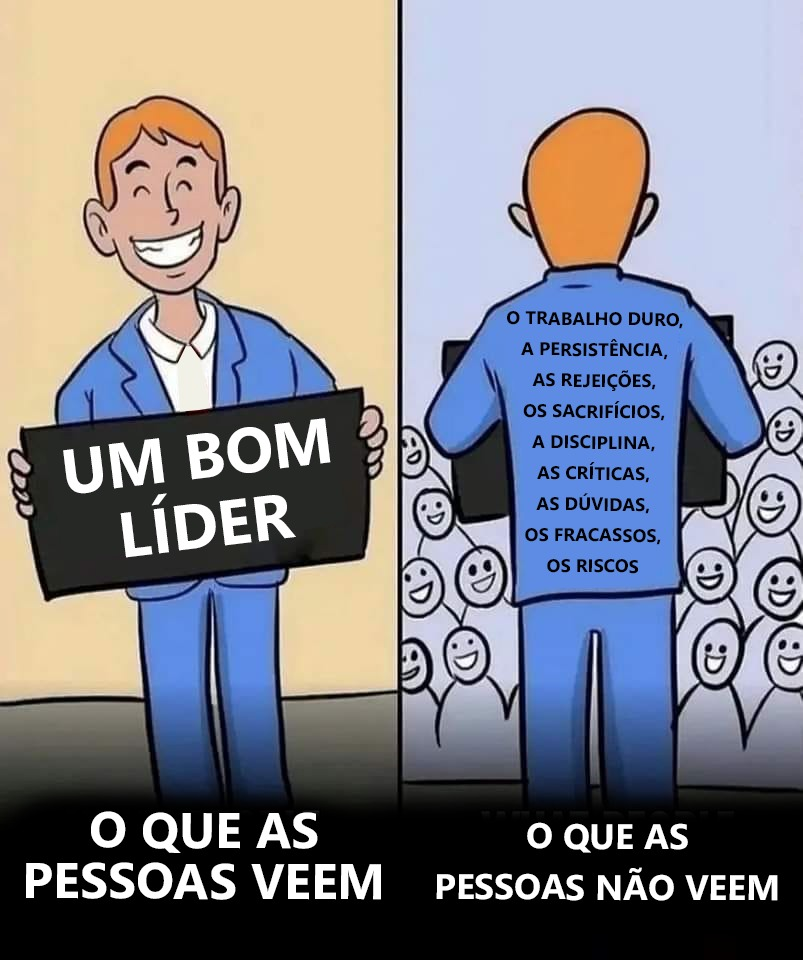 UM BOM
LÍDER
O TRABALHO DURO,
A PERSISTÊNCIA,
AS REJEIÇÕES,
OS SACRIFÍCIOS,
A DISCIPLINA,
AS CRÍTICAS,
AS DÚVIDAS,
OS FRACASSOS,
OS RISCOS
O QUE AS
PESSOAS VEEM
O QUE AS
PESSOAS NÃO VEEM